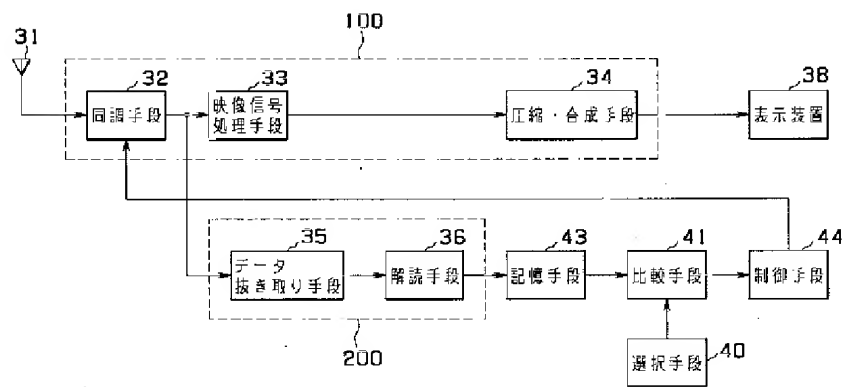 100
31
32
同調手段
33
映像信号
処理手段
34
圧縮・合成手段
38
表示装置
35
データ
抜き取り手段
36
解読手段
43
記憶手段
41
比較手段
44
制御手段
200
選択手段
40